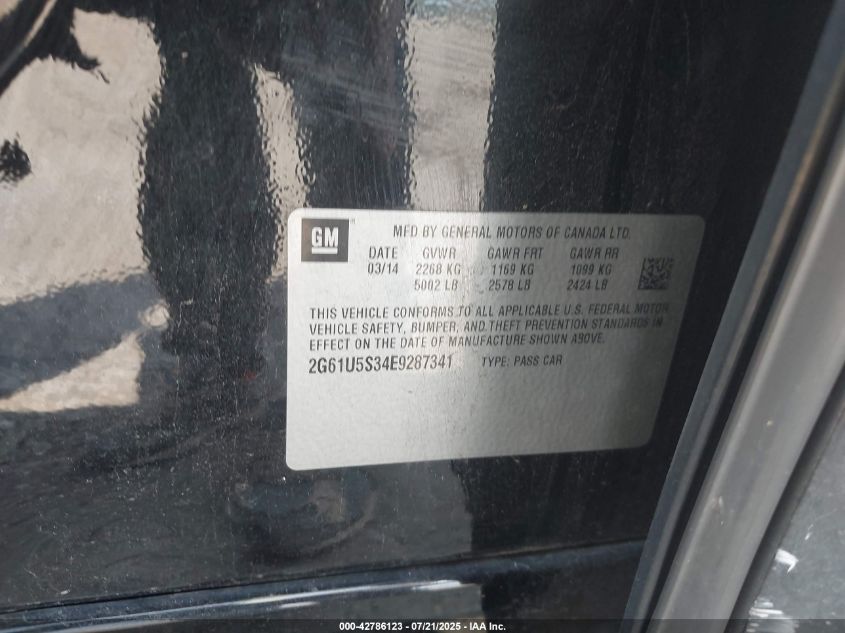 GM
MFD BY GENERAL MOTORS OF CANADA LTD.
DATE GVWR GAWR FRT GAWR RR
03/14 2268 KG 1169 KG 1099 KG
5002 LB 2578 LB 2424 LB
THIS VEHICLE CONFORMS TO ALL APPLICABLE U.S. FEDERAL MOTOR
VEHICLE SAFETY, BUMPER, AND THEFT PREVENTION STANDARDS IN
EFFECT ON THE DATE OF MANUFACTURE SHOWN ABOVE.
2G61U5S34E9287341 TYPE: PASS CAR
000-42786123 - 07/21/2025 - IAA Inc.